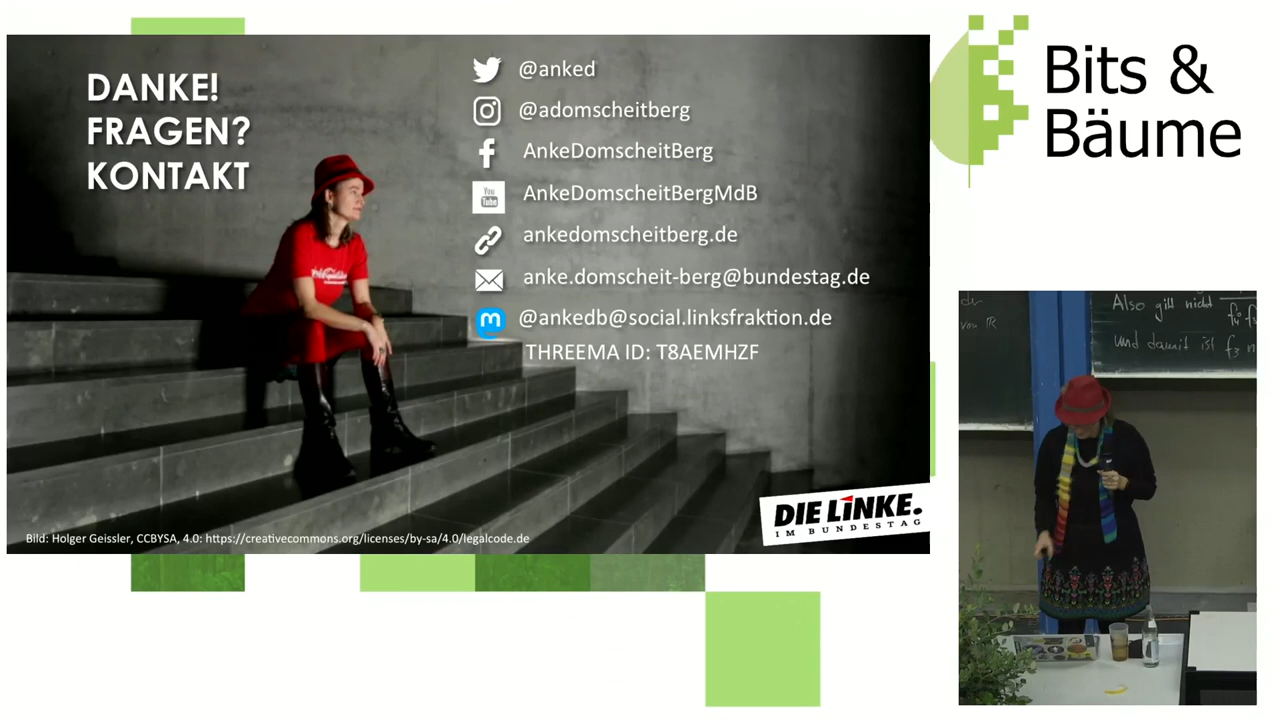 DANKE!
FRAGEN?
KONTAKT
@anked
@adomscheitberg
AnkeDomscheitBerg
You
Tube
AnkeDomscheitBergMdB
ankedomscheitberg.de
anke.domscheit-berg@bundestag.de
m
@ankedb@social.linksfraktion.de
THREEMA ID: T8AEMHZF
DIE LINKE.
IM BUNDESTAG
Bild: Holger Geissler, CCBYSA, 4.0: https://creativecommons.org/licenses/by-sa/4.0/legalcode.de
Bits &
Bäume
von R
Also gilt nicht
und damit ist f3